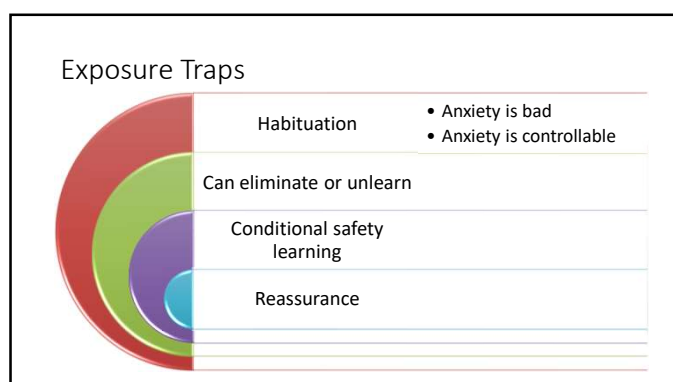 Exposure Traps
Habituation
• Anxiety is bad
• Anxiety is controllable
Can eliminate or unlearn
Conditional safety
learning
Reassurance